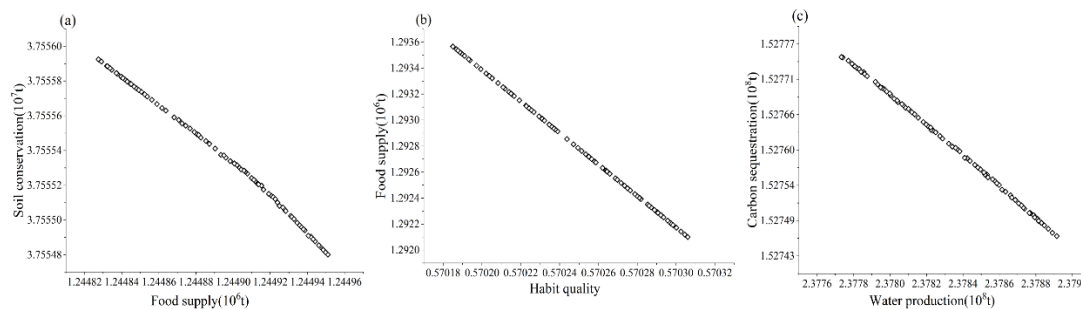 (a)
3.75560
3.75558
3.75556
3.75554
3.75552
3.75550
3.75548
Soil conservation(10⁷t)
1.24482 1.24484 1.24486 1.24488 1.24490 1.24492 1.24494 1.24496
Food supply(10⁶t)
(b)
1.2936
1.2934
1.2932
1.2930
1.2928
1.2926
1.2924
1.2922
1.2920
Food supply(10⁶t)
0.57018 0.57020 0.57022 0.57024 0.57026 0.57028 0.57030 0.57032
Habit quality
(c)
1.52777
1.52771
1.52766
1.52760
1.52754
1.52749
1.52743
Carbon sequestration(10⁸t)
2.3776 2.3778 2.3780 2.3782 2.3784 2.3786 2.3788 2.379
Water production(10⁸t)